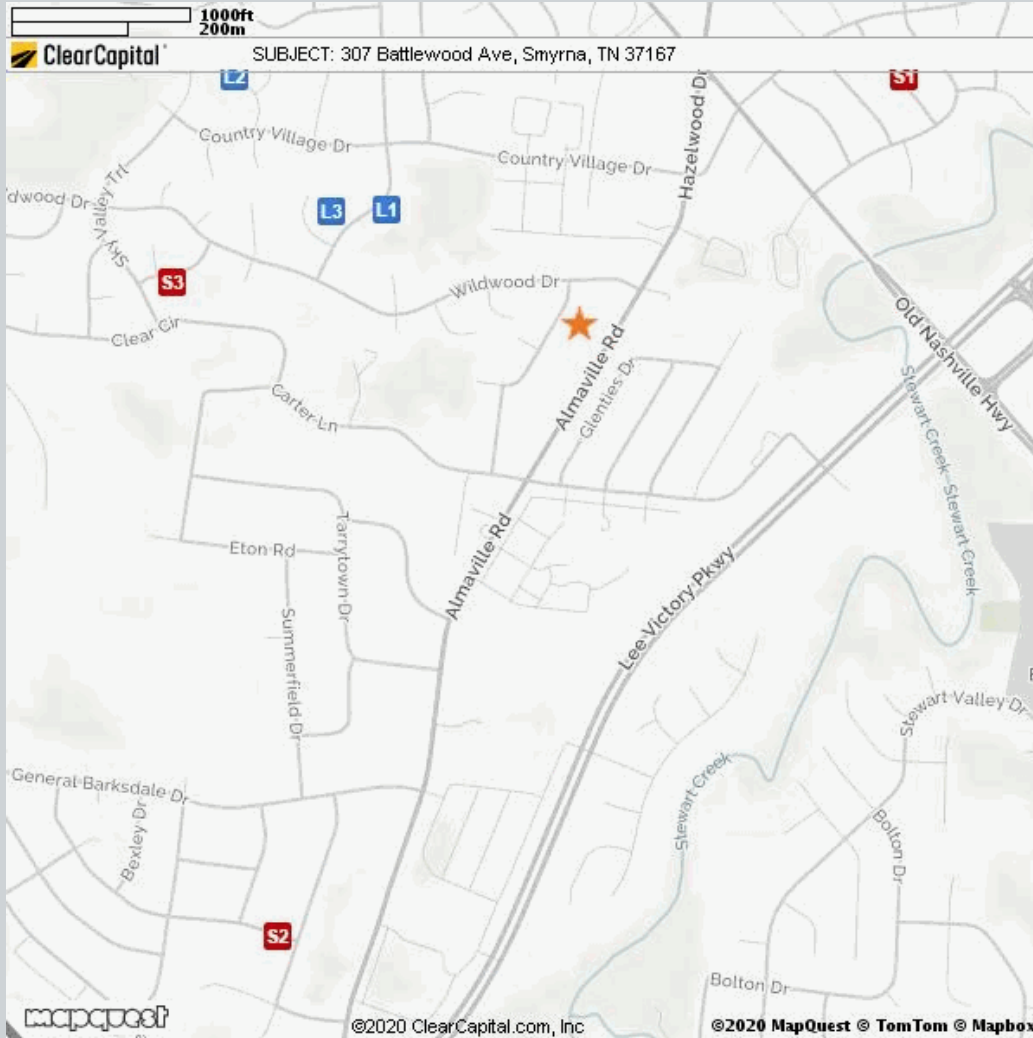 1000ft
200m
ClearCapital
SUBJECT: 307 Battlewood Ave, Smyrna, TN 37167
L2
S1
Hazelwood Dr
Country Village Dr
Country Village Dr
Sky Valley Trl
dwood Dr
L3
L1
S3
Wildwood Dr
Clear Cir
Old Nashville Hwy
Almaville Rd
Glenties Dr
Stewart Creek
Stewart Creek
Carter Ln
Tarrytown Dr
Eton Rd
Almaville Rd
Lee Victory Pkwy
Summerfield Dr
Stewart Valley Dr
General Barksdale Dr
Stewart Creek
Bexley Dr
Bolton Dr
S2
Bolton Dr
mapquest
©2020 ClearCapital.com, Inc
©2020 MapQuest © TomTom © Mapbox